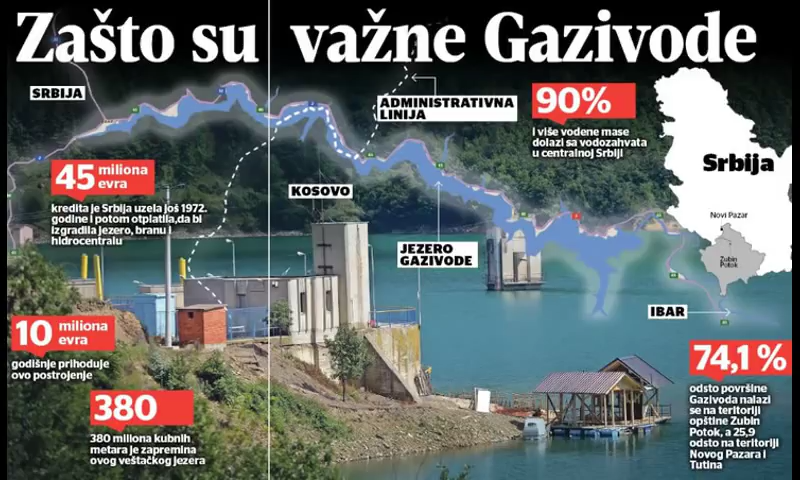 Zašto su važne Gazivode
SRBIJA
ADMINISTRATIVNA
LINIJA
90%
i više vodene mase
dolazi sa vodozahvata
u centralnoj Srbiji
Srbija
45 miliona
evra
kredita je Srbija uzela još 1972.
godine i potom otplatila,da bi
izgradila jezero, branu i
hidrocentralu
KOSOVO
JEZERO
GAZIVODE
Novi Pazar
Zubin
Potok
IBAR
10 miliona
evra
godišnje prihoduje
ovo postrojenje
380
380 miliona kubnih
metara je zapremina
ovog veštačkog jezera
74,1 %
odsto površine
Gazivoda nalazi
se na teritoriji
opštine Zubin
Potok, a 25,9
odsto na teritoriji
Novog Pazara i
Tutina